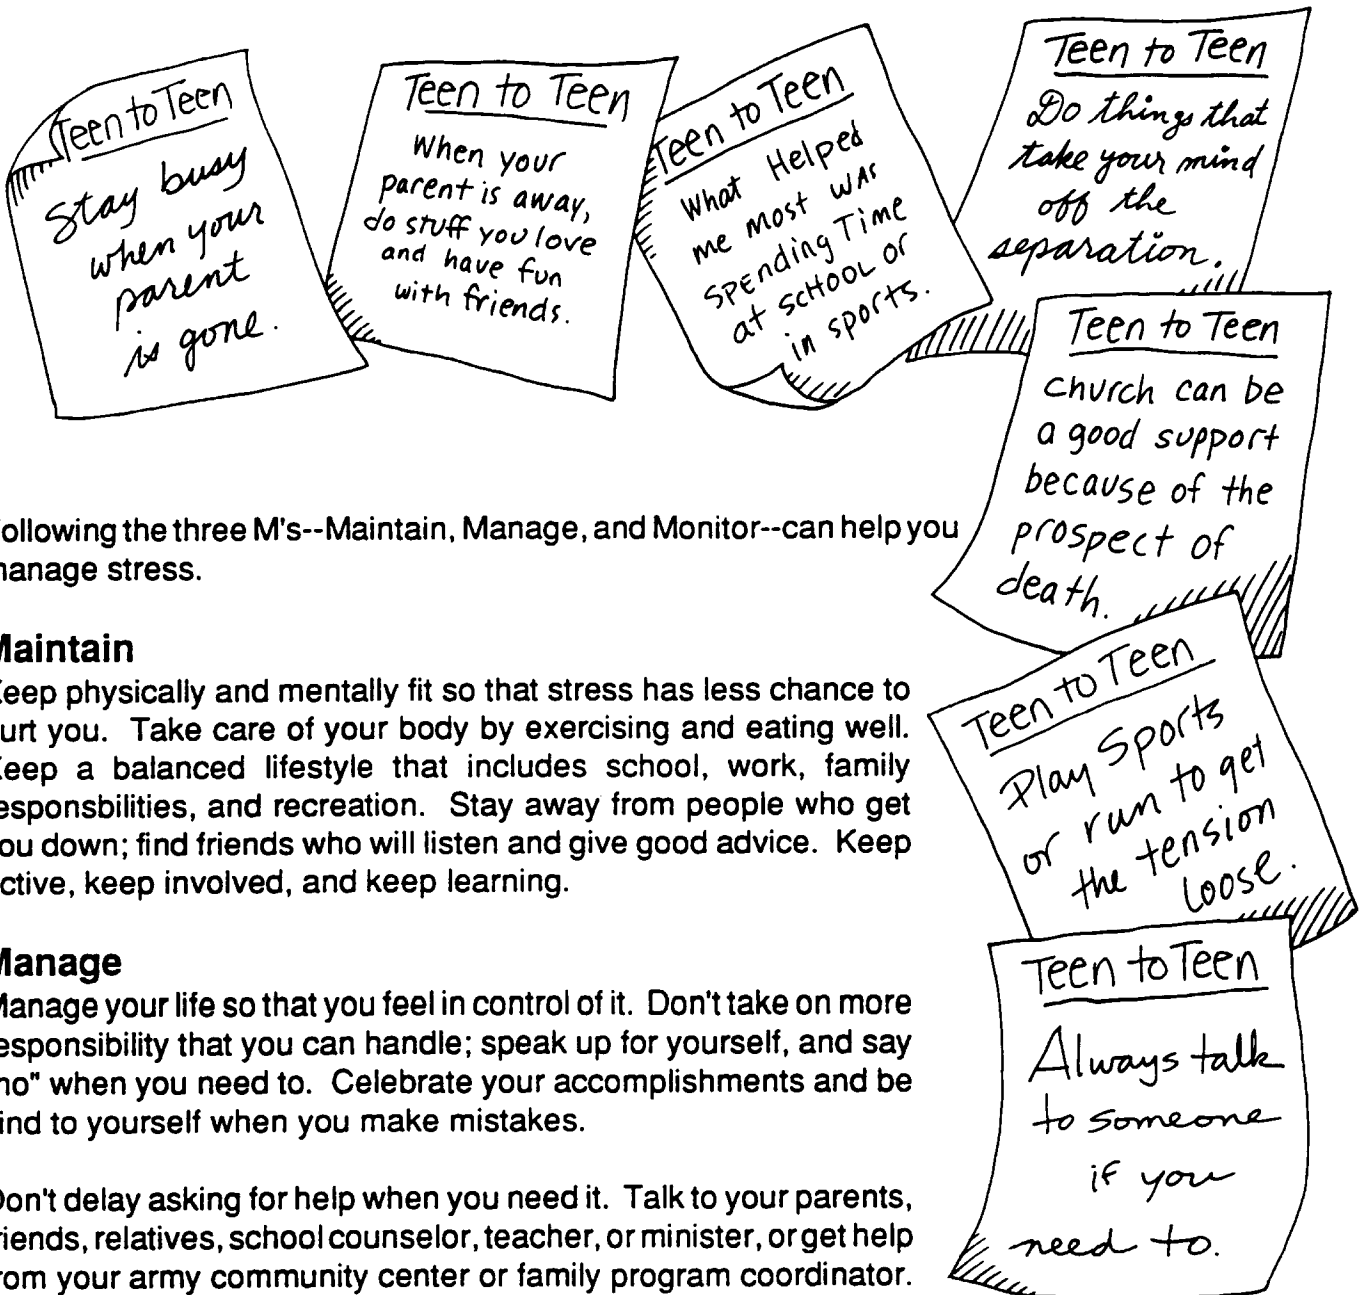 Teen to Teen
Stay busy
when your
parent
is gone.
Teen to Teen
When your
parent is away,
do stuff you love
and have fun
with friends.
Teen to Teen
What Helped
me most was
spending Time
at school or
in sports.
Teen to Teen
Do things that
take your mind
off the
separation.
Teen to Teen
church can be
a good support
because of the
prospect of
death.
Teen to Teen
Play Sports
or run to get
the tension
loose.
Teen to Teen
Always talk
to someone
if you
need to.
ollowing the three M's--Maintain, Manage, and Monitor--can help you
manage stress.
Maintain
Keep physically and mentally fit so that stress has less chance to
urt you. Take care of your body by exercising and eating well.
Keep a balanced lifestyle that includes school, work, family
esponsbilities, and recreation. Stay away from people who get
ou down; find friends who will listen and give good advice. Keep
ctive, keep involved, and keep learning.
Manage
Manage your life so that you feel in control of it. Don't take on more
esponsibility that you can handle; speak up for yourself, and say
no" when you need to. Celebrate your accomplishments and be
ind to yourself when you make mistakes.
Don't delay asking for help when you need it. Talk to your parents,
riends, relatives, school counselor, teacher, or minister, or get help
rom your army community center or family program coordinator.